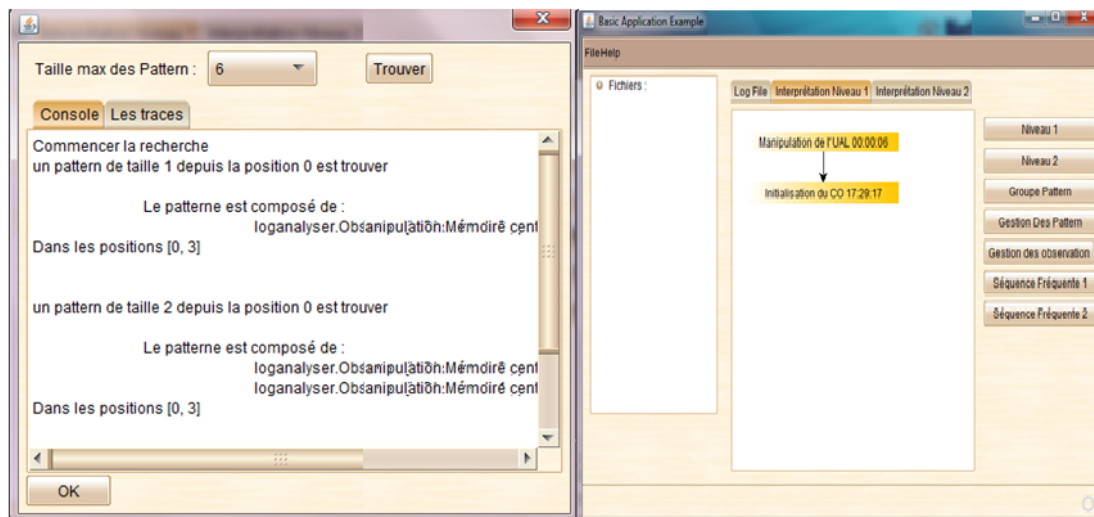 Taille max des Pattern :
6
Trouver
Console
Les traces
Commencer la recherche
un pattern de taille 1 depuis la position 0 est trouver
Le patterne est composé de :
Dans les positions [0, 3]
un pattern de taille 2 depuis la position 0 est trouver
Le patterne est composé de :
Dans les positions [0, 3]
OK
Basic Application Example
FileHelp
Fichiers :
Log File
Interprétation Niveau 1
Interprétation Niveau 2
Manipulation de l'UAL 00:00:06
Initialisation du CO 17:29:17
Niveau 1
Niveau 2
Groupe Pattern
Gestion Des Pattern
Gestion des observation
Séquence Fréquente 1
Séquence Fréquente 2